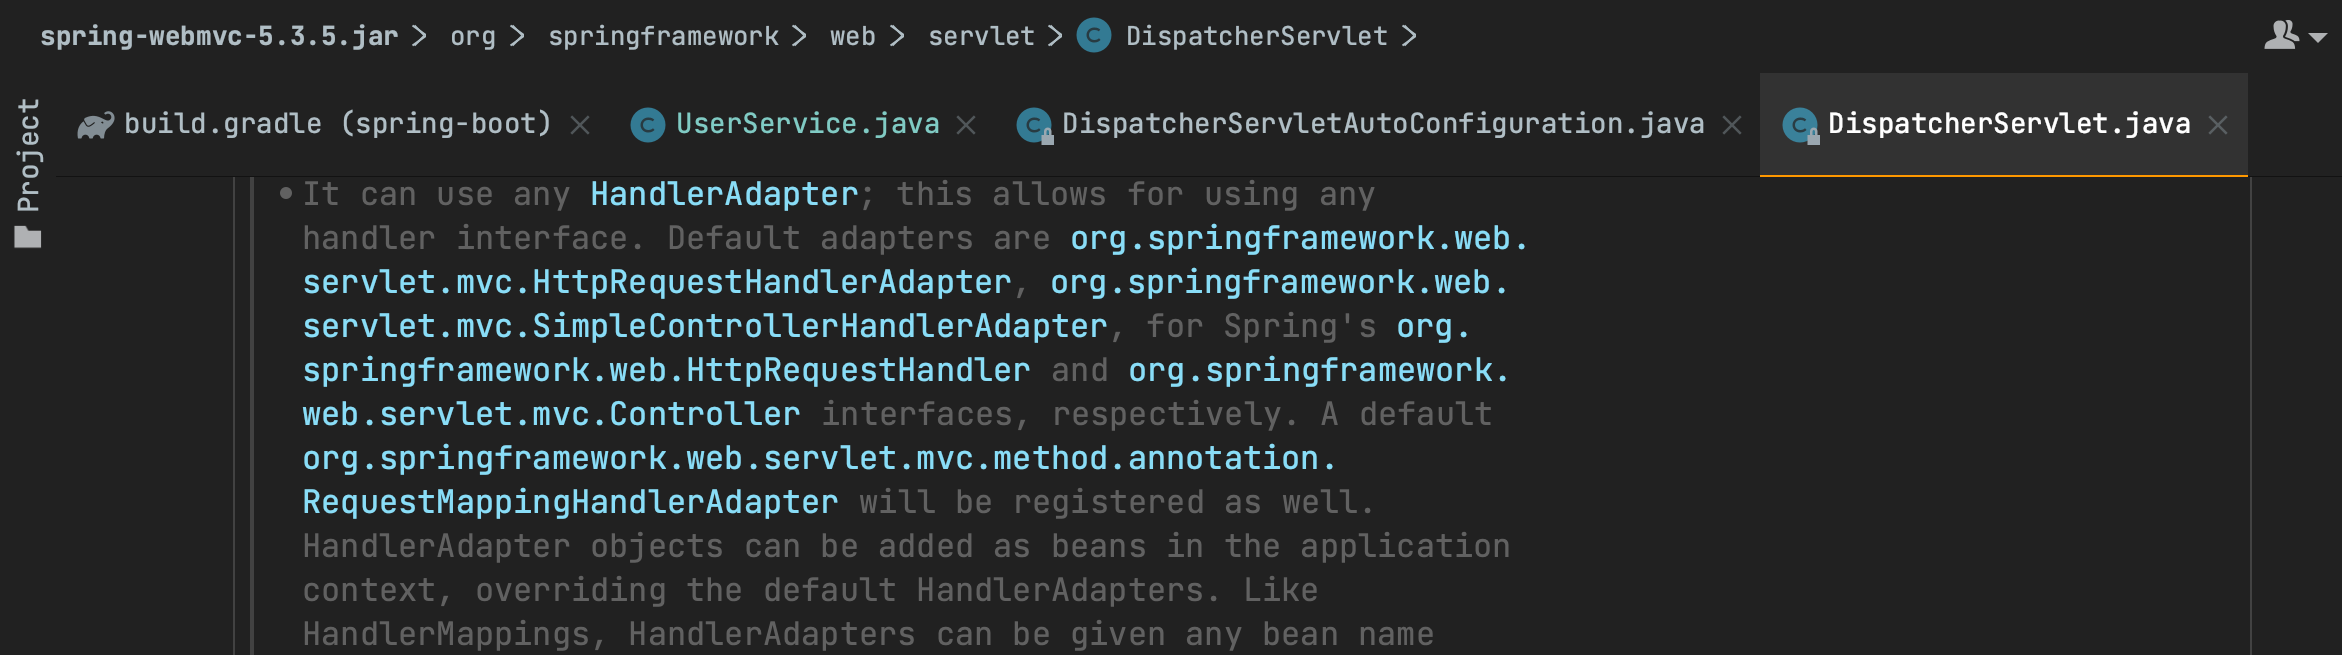 spring-webmvc-5.3.5.jar > org > springframework > web > servlet > C DispatcherServlet >
Project
build.gradle (spring-boot) × C UserService.java × C DispatcherServletAutoConfiguration.java × C DispatcherServlet.java ×
• It can use any HandlerAdapter; this allows for using any
handler interface. Default adapters are org.springframework.web.
servlet.mvc.HttpRequestHandlerAdapter, org.springframework.web.
servlet.mvc.SimpleControllerHandlerAdapter, for Spring's org.
springframework.web.HttpRequestHandler and org.springframework.
web.servlet.mvc.Controller interfaces, respectively. A default
org.springframework.web.servlet.mvc.method.annotation.
RequestMappingHandlerAdapter will be registered as well.
HandlerAdapter objects can be added as beans in the application
context, overriding the default HandlerAdapters. Like
HandlerMappings, HandlerAdapters can be given any bean name